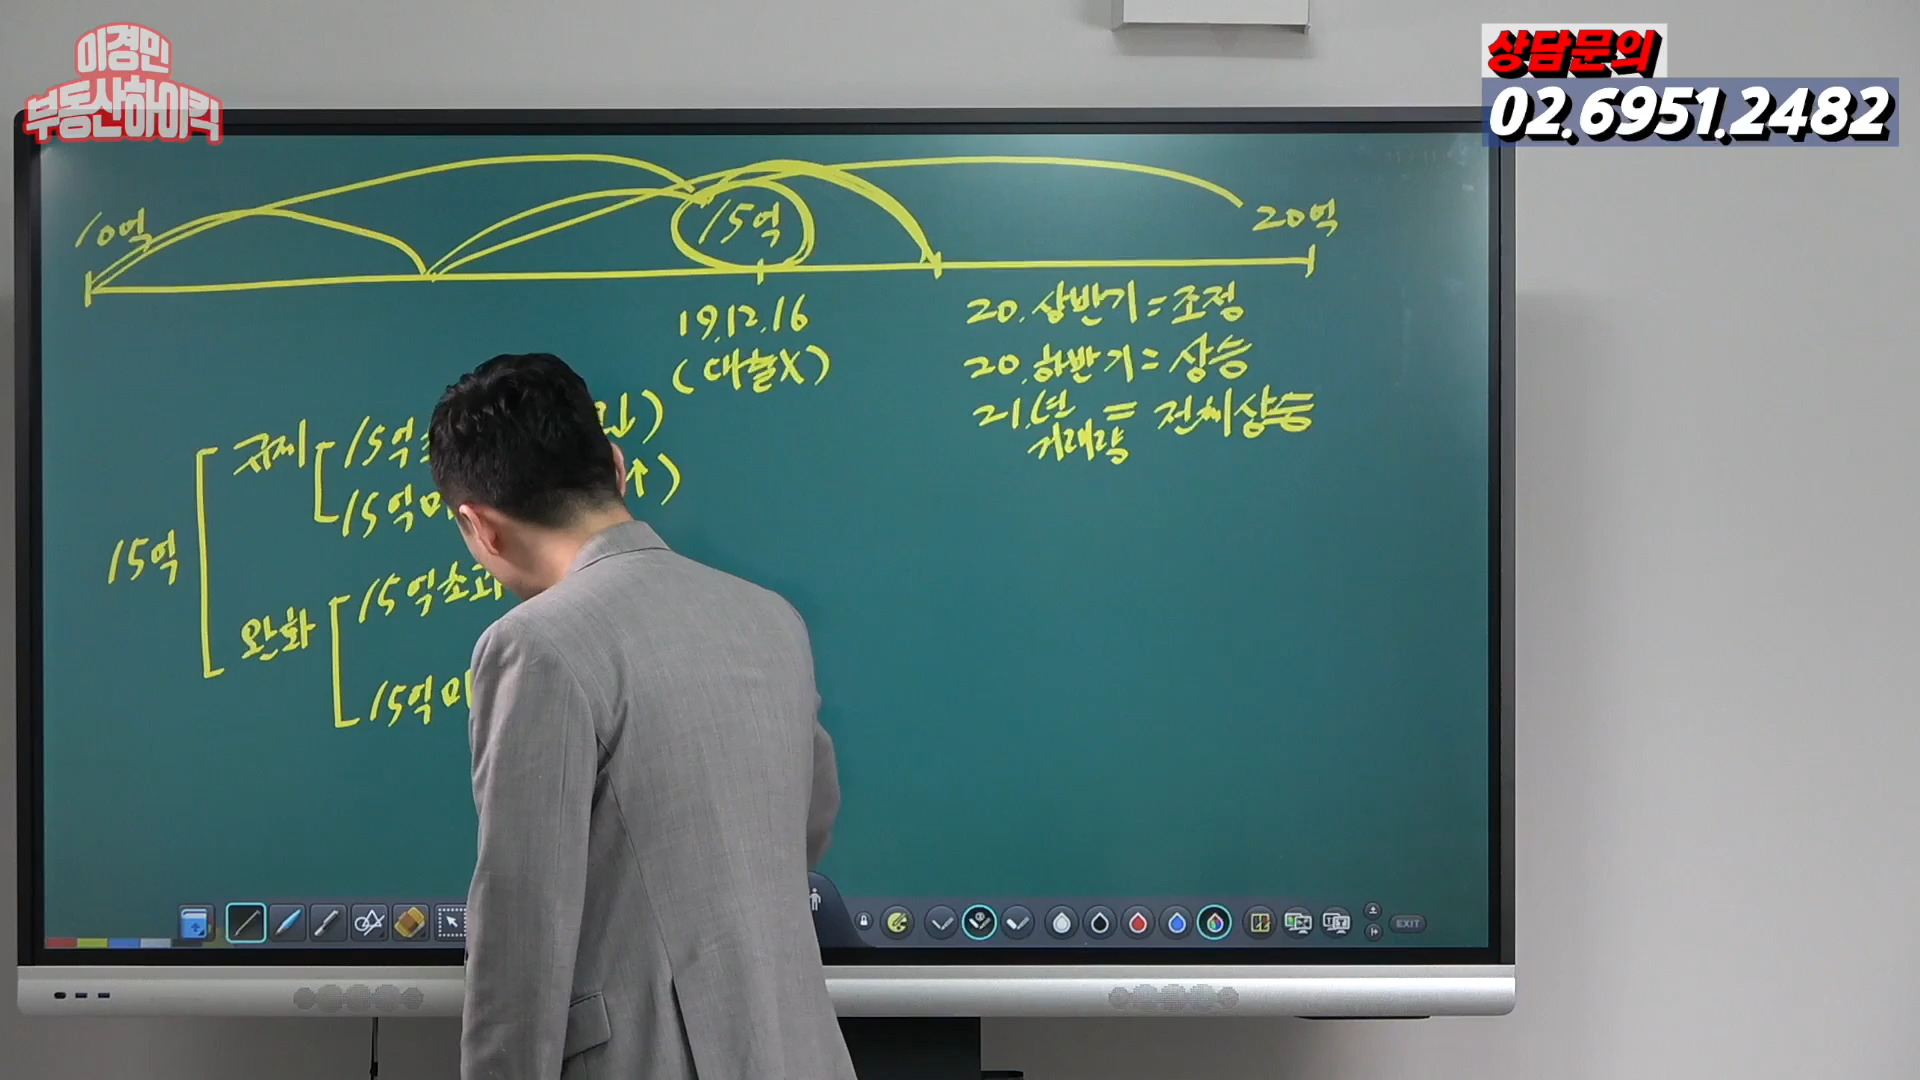 이경민
부동산하이킥
상담문의
02.6951.2482
10억
15억
20억
19.12.16
(대출X)
20.상반기=조정
20.하반기=상승
21년 = 전체상승
거래량
15억
규제
15억
15억미 ↑)
완화
15억초과
15억미
EXIT